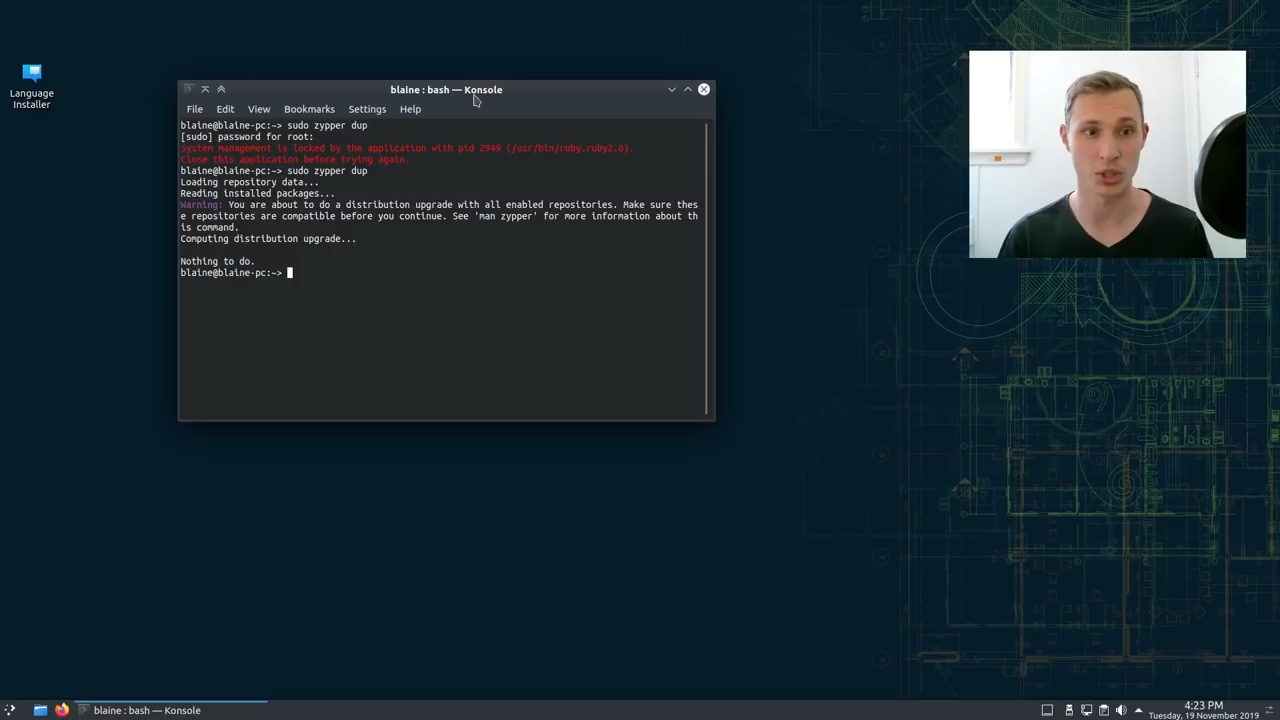 Language
Installer
blaine : bash — Konsole
File Edit View Bookmarks Settings Help
blaine@blaine-pc:~> sudo zypper dup
[sudo] password for root:
System management is locked by the application with pid 2949 (/usr/bin/ruby.ruby2.6).
Close this application before trying again.
blaine@blaine-pc:~> sudo zypper dup
Loading repository data...
Reading installed packages...
Warning: You are about to do a distribution upgrade with all enabled repositories. Make sure thes
e repositories are compatible before you continue. See 'man zypper' for more information about th
is command.
Computing distribution upgrade...
Nothing to do.
blaine@blaine-pc:~>
blaine : bash — Konsole
4:23 PM
Tuesday, 19 November 2019